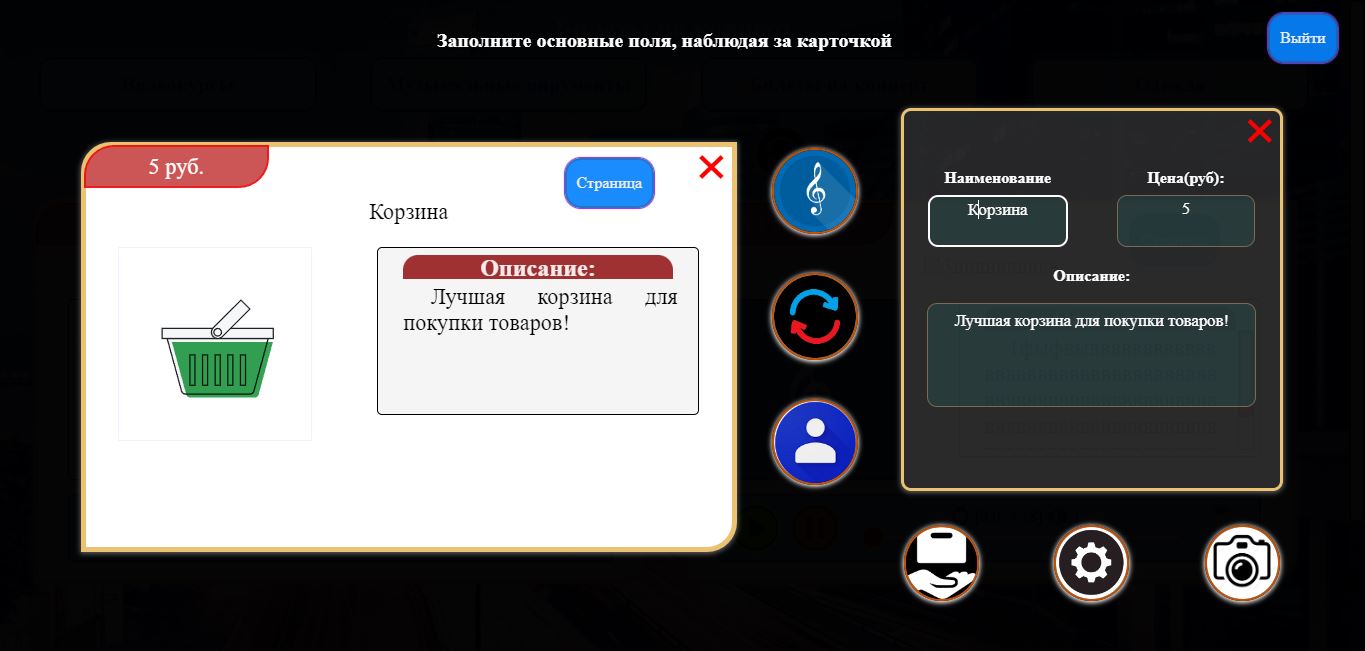 Заполните основные поля, наблюдая за карточкой
Выйти
5 руб.
Страница
Корзина
Описание:
Лучшая корзина для
покупки товаров!
Наименование
Цена(руб):
Корзина
5
Описание:
Лучшая корзина для покупки товаров!